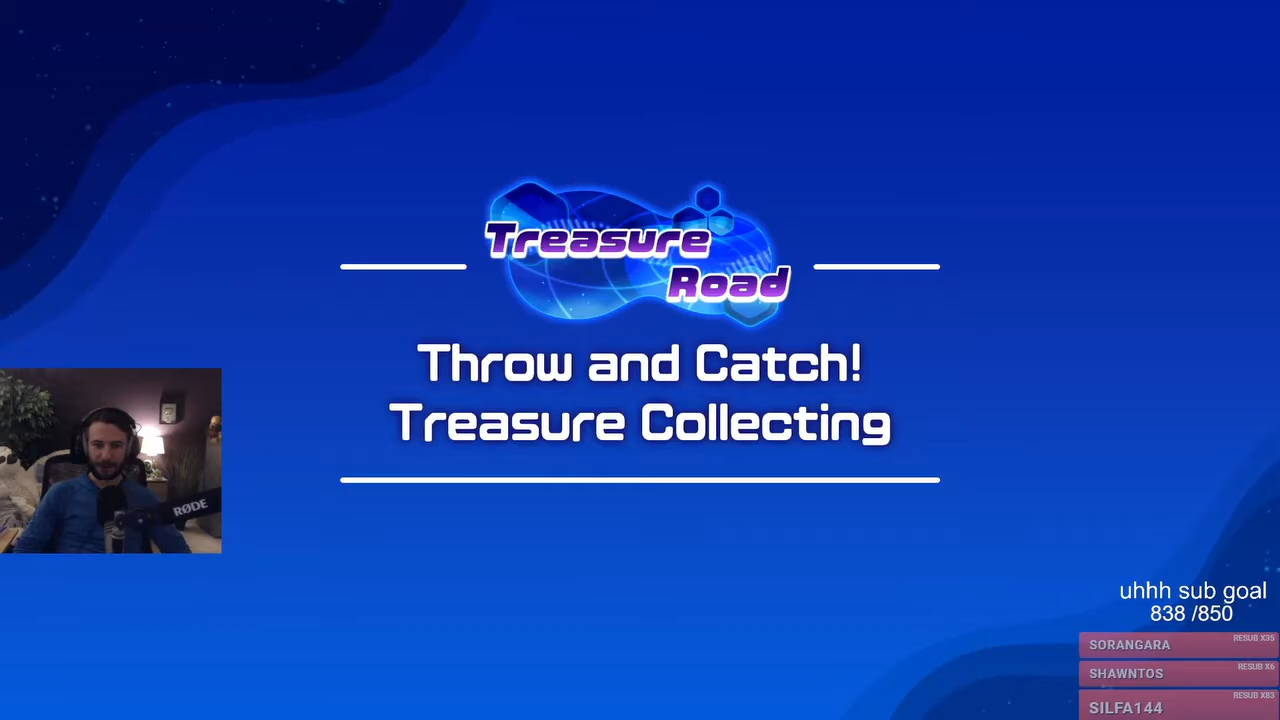 Treasure
Road
Throw and Catch!
Treasure Collecting
RØDE
uhhh sub goal
838 /850
SORANGARA RESUB X35
SHAWNTOS RESUB X6
SILFA144 RESUB X83